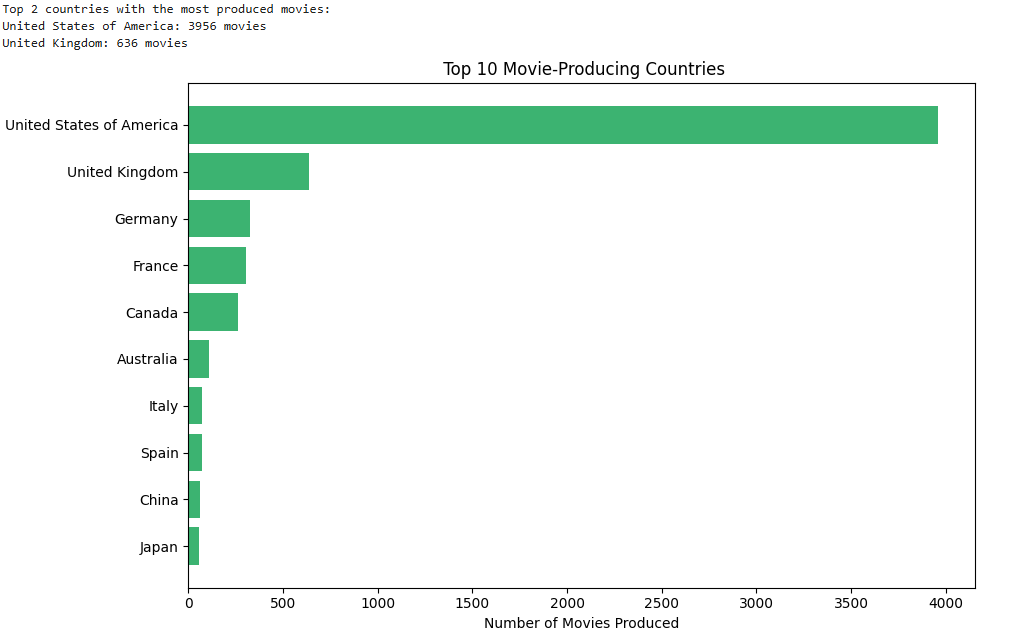 Top 2 countries with the most produced movies:
United States of America: 3956 movies
United Kingdom: 636 movies
Top 10 Movie-Producing Countries
United States of America
United Kingdom
Germany
France
Canada
Australia
Italy
Spain
China
Japan
0 500 1000 1500 2000 2500 3000 3500 4000
Number of Movies Produced